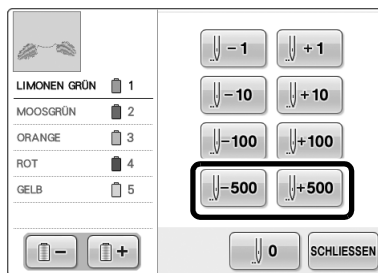 LIMONEN GRÜN 1
MOOSGRÜN 2
ORANGE 3
ROT 4
GELB 5
− +
−1 +1
−10 +10
−100 +100
−500 +500
0 SCHLIESSEN